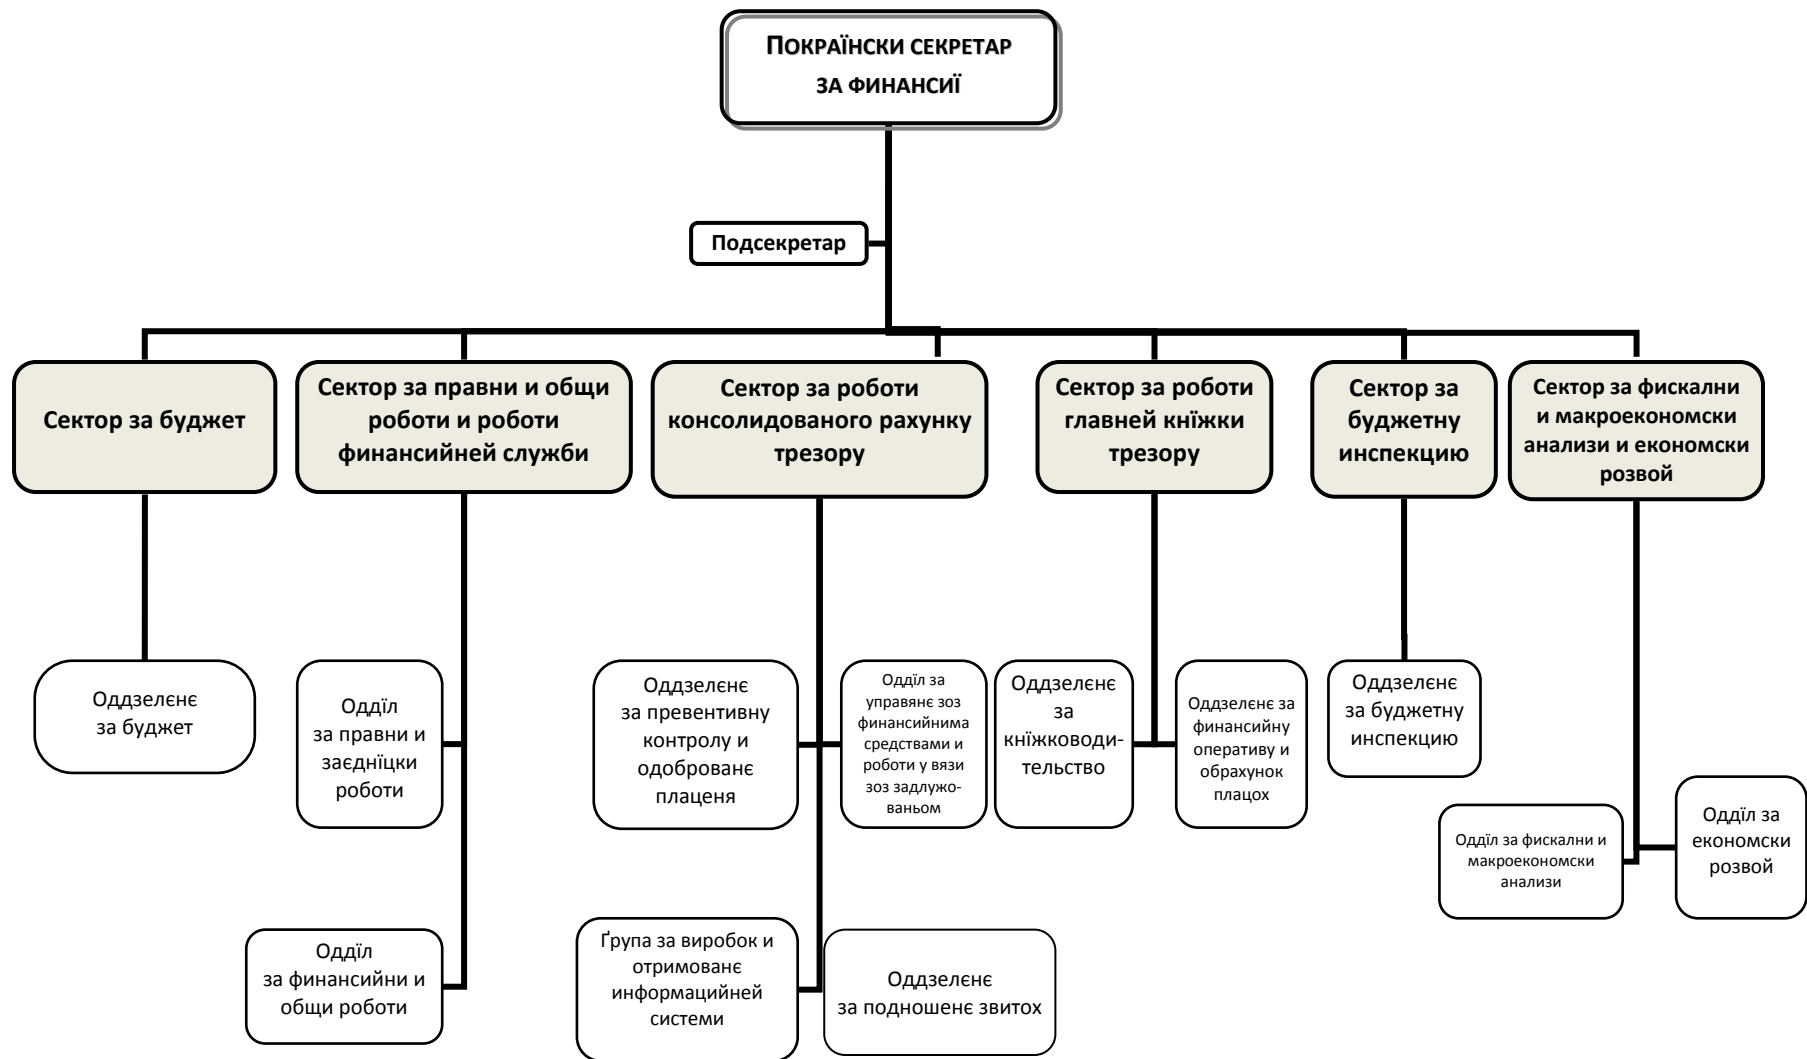 ПОКРАЇНСКИ СЕКРЕТАР
ЗА ФИНАНСИЇ
Подсекретар
Сектор за буджет
Сектор за правни и общи
роботи и роботи
финансийней служби
Сектор за роботи
консолидованого рахунку
трезору
Сектор за роботи
главней кнїжки
трезору
Сектор за
буджетну
инспекцию
Сектор за фискални
и макроекономски
анализи и економски
розвой
Оддзелєнє
за буджет
Оддїл
за правни и
заєднїцки
роботи
Оддзелєнє
за превентивну
контролу и
одоброванє
плаценя
Оддїл за
управянє зоз
финансийнима
средствами и
роботи у вязи
зоз задлужо-
ваньом
Оддзелєнє
за
кнїжководи-
тельство
Оддзелєнє за
финансийну
оперативу и
обрахунок
плацох
Оддзелєнє
за буджетну
инспекцию
Оддїл за фискални и
макроекономски
анализи
Оддїл за
економски
розвой
Оддїл
за финансийни и
общи роботи
Ґрупа за виробок и
отримованє
информацийней
системи
Оддзелєнє
за подношенє звитох